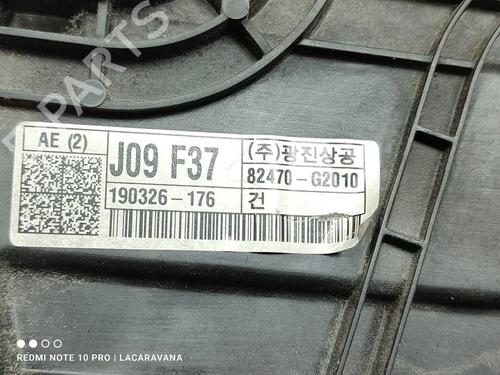 B-PARTS
AE (2)
J09 F37
(주)광진상공
82470-G2010
190326-176
건
REDMI NOTE 10 PRO | LACARAVANA